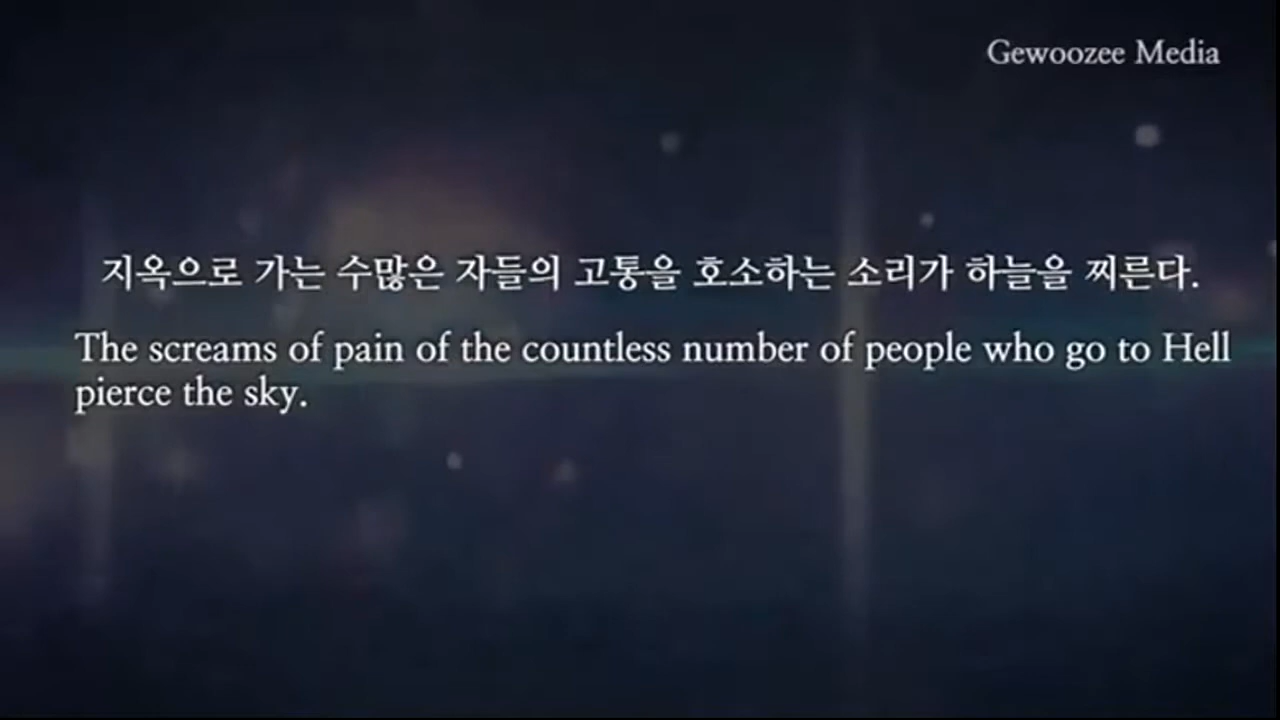 Gewoozee Media
지옥으로 가는 수많은 자들의 고통을 호소하는 소리가 하늘을 찌른다.
The screams of pain of the countless number of people who go to Hell
pierce the sky.